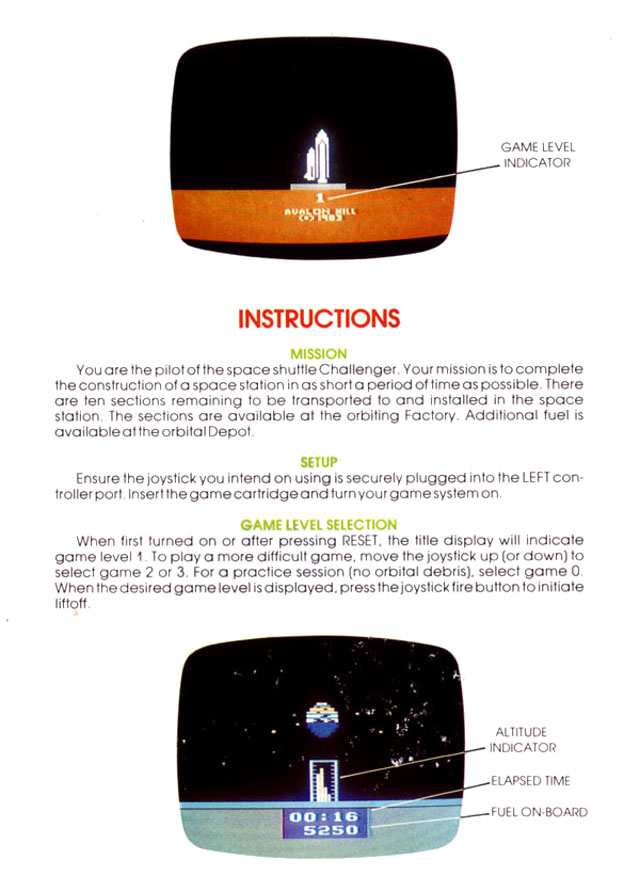 GAME LEVEL
INDICATOR
1
AVALON HILL
(C) 1983
INSTRUCTIONS
MISSION
You are the pilot of the space shuttle Challenger. Your mission is to complete
the construction of a space station in as short a period of time as possible. There
are ten sections remaining to be transported to and installed in the space
station. The sections are available at the orbiting Factory. Additional fuel is
available at the orbital Depot.
SETUP
Ensure the joystick you intend on using is securely plugged into the LEFT con-
troller port. Insert the game cartridge and turn your game system on.
GAME LEVEL SELECTION
When first turned on or after pressing RESET, the title display will indicate
game level 1. To play a more difficult game, move the joystick up (or down) to
select game 2 or 3. For a practice session (no orbital debris), select game 0.
When the desired game level is displayed, press the joystick fire button to initiate
liftoff.
ALTITUDE
INDICATOR
ELAPSED TIME
00:16
FUEL ON-BOARD
5250